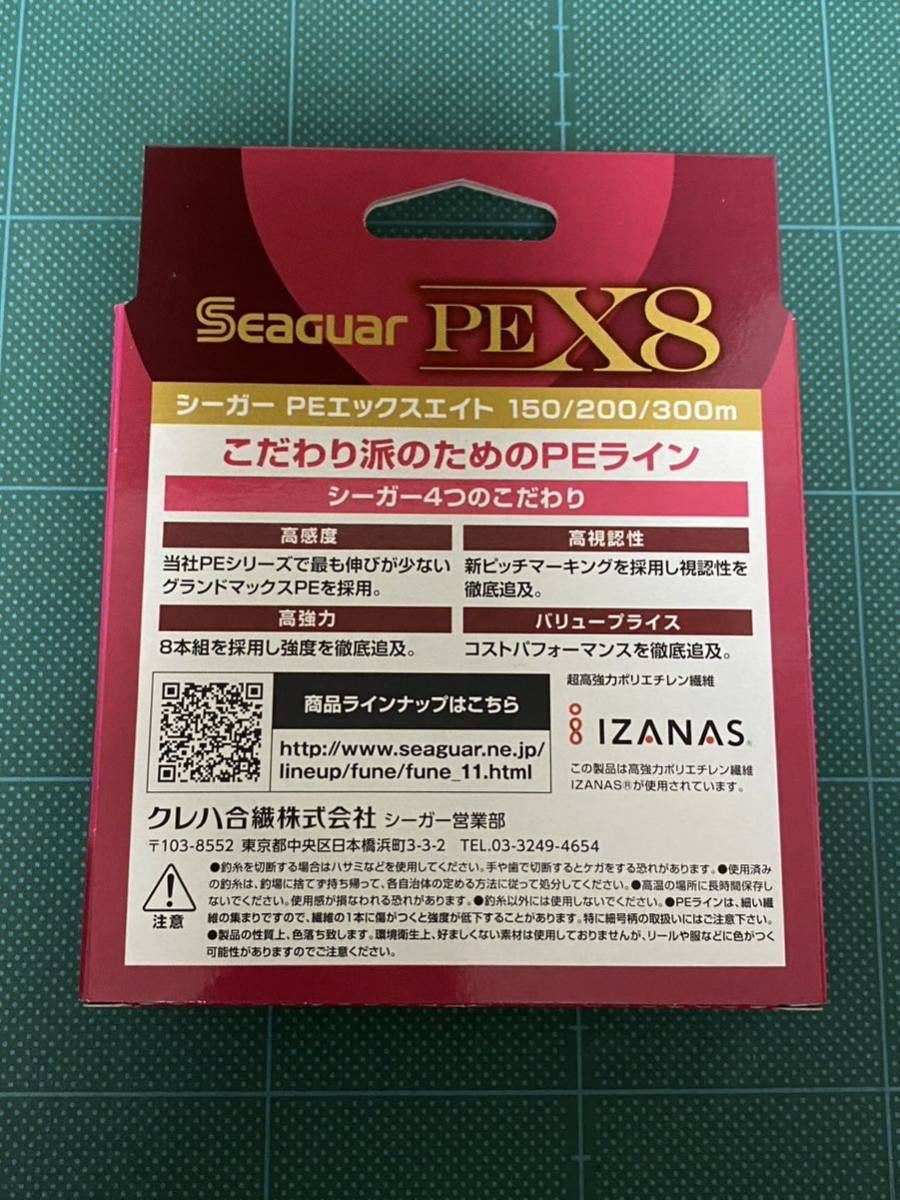 Seaguar PE X8
シーガー PEエックスエイト 150/200/300m
こだわり派のためのPEライン
シーガー4つのこだわり
高感度
当社PEシリーズで最も伸びが少ない
グランドマックスPEを採用。
高視認性
新ピッチマーキングを採用し視認性を
徹底追及。
高強力
8本組を採用し強度を徹底追及。
バリュープライス
コストパフォーマンスを徹底追及。
商品ラインナップはこちら
http://www.seaguar.ne.jp/
lineup/fune/fune_11.html
超高強力ポリエチレン繊維
IZANAS®
この製品は高強力ポリエチレン繊維
IZANAS®が使用されています。
クレハ合繊株式会社 シーガー営業部
〒103-8552 東京都中央区日本橋浜町3-3-2 TEL.03-3249-4654
注意
●釣糸を切断する場合はハサミなどを使用してください。手や歯で切断するとケガをする恐れがあります。●使用済み
の釣糸は、釣場に捨てず持ち帰って、各自治体の定める方法に従って処分してください。●高温の場所に長時間保存し
ないでください。使用感が損なわれる恐れがあります。●釣糸以外には使用しないでください。●PEラインは、細い繊
維の集まりですので、繊維の1本に傷がつくと強度が低下することがあります。特に細号柄の取扱いにはご注意下さい。
●製品の性質上、色落ち致します。環境衛生上、好ましくない素材は使用しておりませんが、リールや服などに色がつく
可能性がありますのでご注意ください。